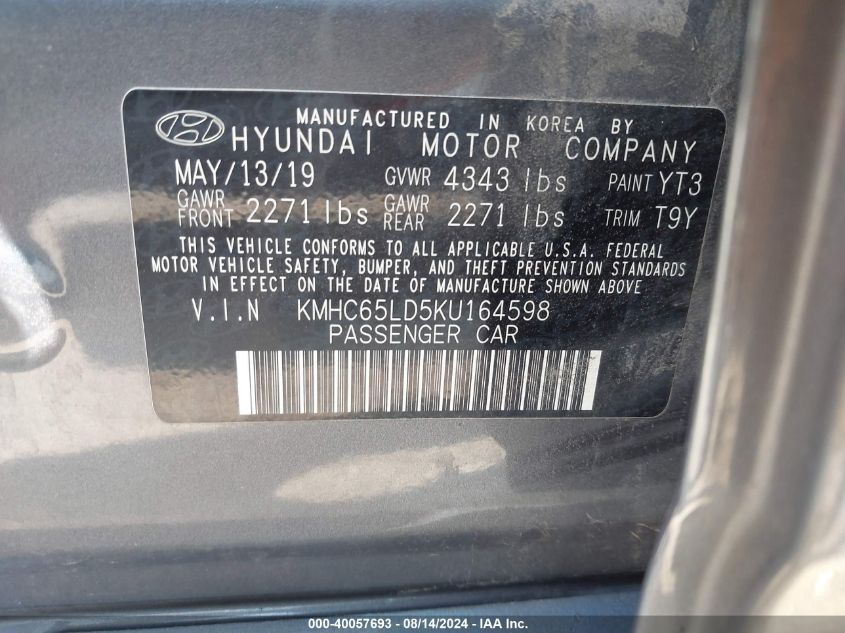 MANUFACTURED IN KOREA BY
HYUNDAI MOTOR COMPANY
MAY/13/19 GVWR 4343 lbs PAINT YT3
GAWR FRONT 2271 lbs GAWR REAR 2271 lbs TRIM T9Y
THIS VEHICLE CONFORMS TO ALL APPLICABLE U.S.A. FEDERAL
MOTOR VEHICLE SAFETY, BUMPER, AND THEFT PREVENTION STANDARDS
IN EFFECT ON THE DATE OF MANUFACTURE SHOWN ABOVE
V.I.N KMHC65LD5KU164598
PASSENGER CAR
000-40057693 - 08/14/2024 - IAA Inc.